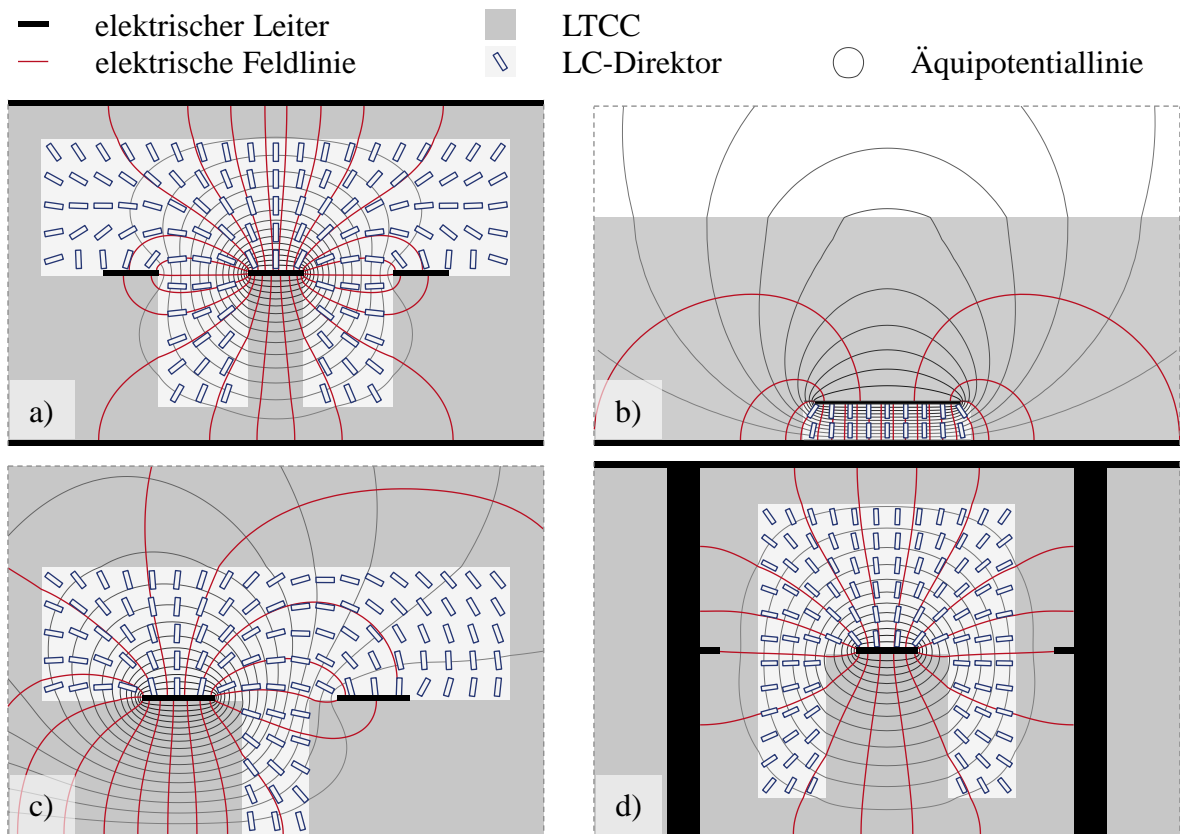 elektrischer Leiter
LTCC
elektrische Feldlinie
LC-Direktor
Äquipotentiallinie
a)
b)
c)
d)